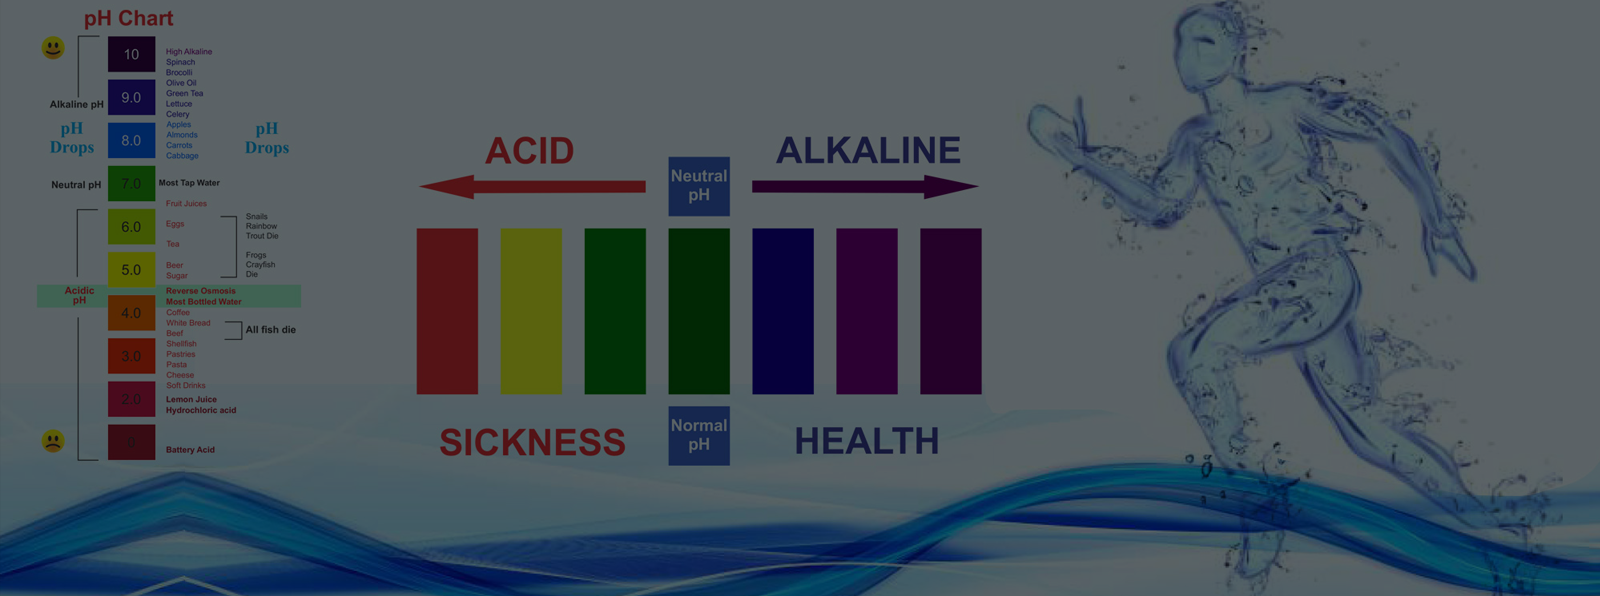 pH Chart
10
High Alkaline
Spinach
Brocolli
Olive Oil
9.0
Green Tea
Lettuce
Alkaline pH
Celery
Apples
pH
Drops
8.0
Almonds
Carrots
Cabbage
pH
Drops
Neutral pH
7.0
Most Tap Water
Fruit Juices
6.0
Eggs
Tea
Snails
Rainbow
Trout Die
Frogs
Crayfish
Die
5.0
Beer
Sugar
Acidic
pH
Reverse Osmosis
Most Bottled Water
4.0
Coffee
White Bread
Beef
All fish die
Shellfish
3.0
Pastries
Pasta
Cheese
Soft Drinks
2.0
Lemon Juice
Hydrochloric acid
0
Battery Acid
ACID
Neutral
pH
ALKALINE
SICKNESS
Normal
pH
HEALTH